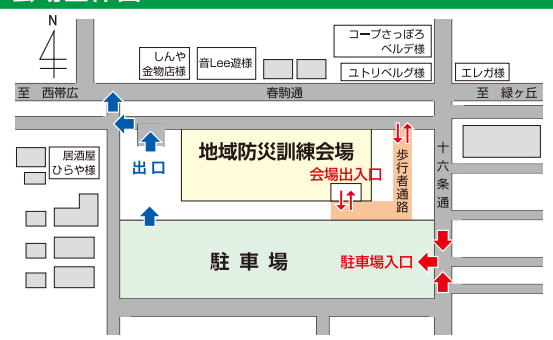 N
しんや
金物店様
音Lee遊様
コープさっぽろ
ベルデ様
ユトリベルグ様
エレガ様
至 西帯広
春駒通
至 緑ヶ丘
居酒屋
ひらや様
出口
地域防災訓練会場
会場出入口
歩行者通路
十六条通
駐車場
駐車場入口